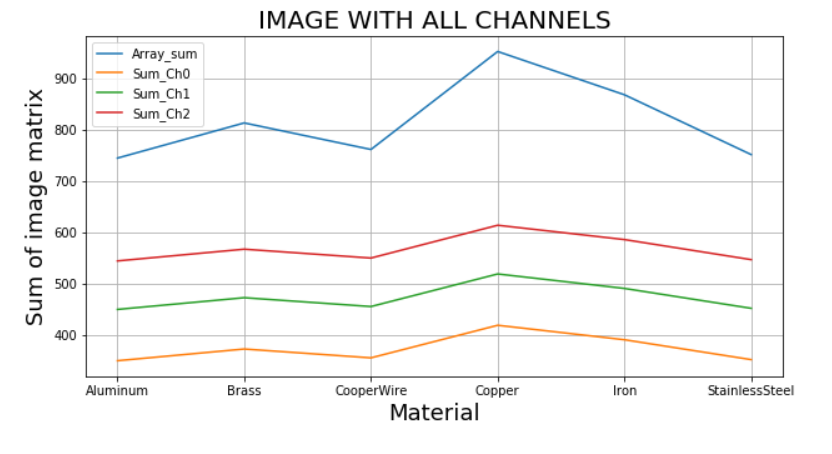 IMAGE WITH ALL CHANNELS
Array_sum
Sum_Ch0
Sum_Ch1
Sum_Ch2
900
800
700
600
500
400
Sum of image matrix
Aluminum Brass CooperWire Copper Iron StainlessSteel
Material